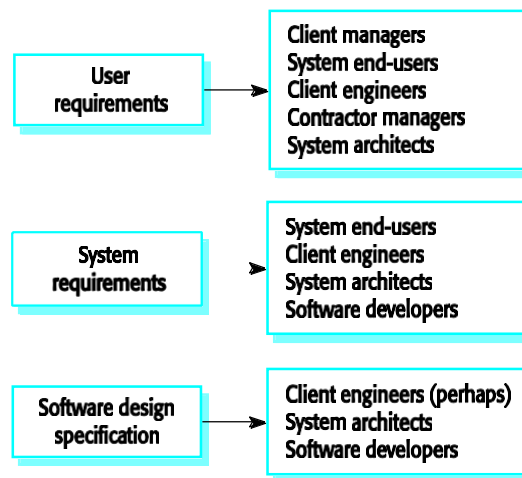 User
requirements
Client managers
System end-users
Client engineers
Contractor managers
System architects
System
requirements
System end-users
Client engineers
System architects
Software developers
Software design
specification
Client engineers (perhaps)
System architects
Software developers